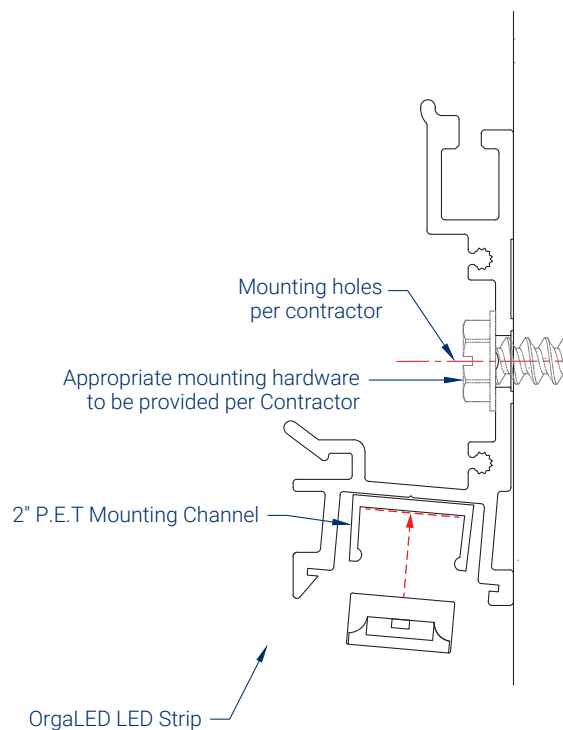 Mounting holes
per contractor
Appropriate mounting hardware
to be provided per Contractor
2" P.E.T Mounting Channel
OrgaLED LED Strip